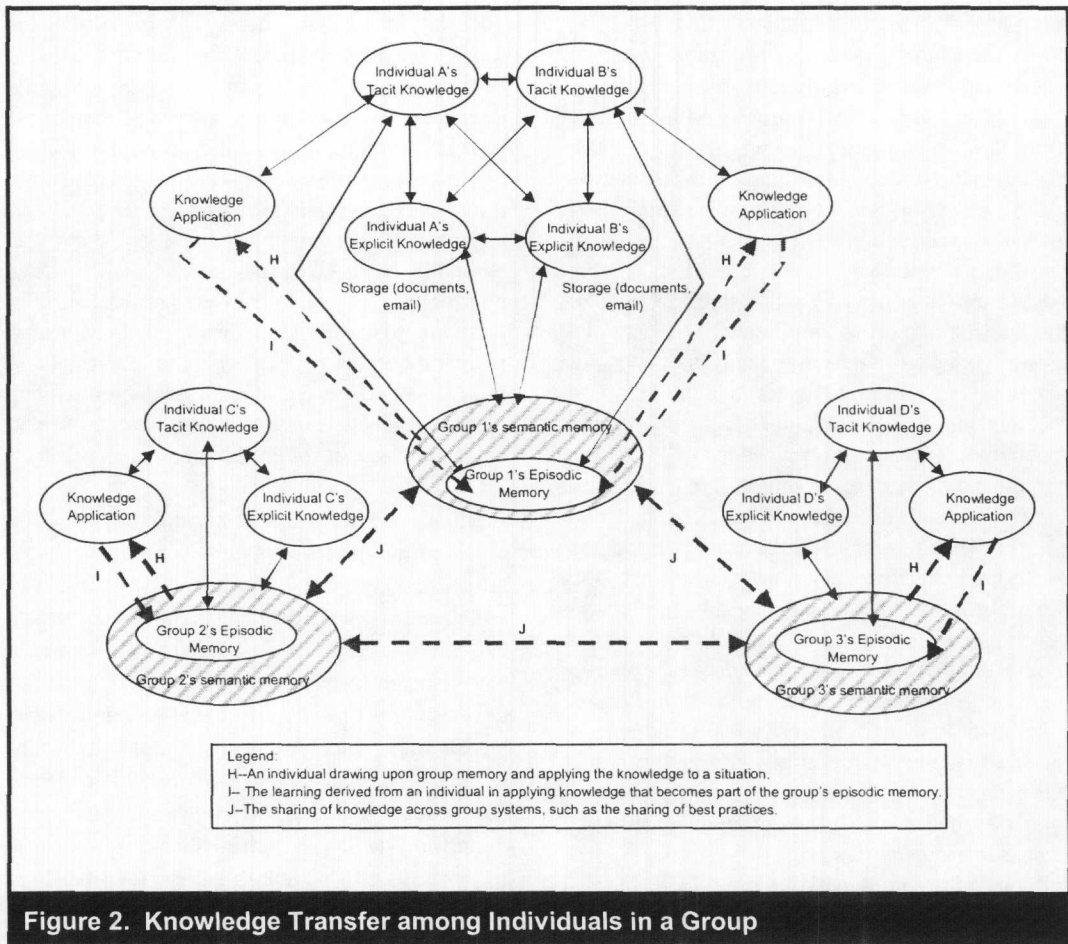 Individual A's
Tacit Knowledge
Individual B's
Tacit Knowledge
Knowledge
Application
Knowledge
Application
Individual A's
Explicit Knowledge
Individual B's
Explicit Knowledge
H
H
Storage (documents,
email)
Storage (documents,
email)
I
I
Individual C's
Tacit Knowledge
Individual D's
Tacit Knowledge
Group 1's semantic memory
Group 1's Episodic
Memory
Knowledge
Application
Individual C's
Explicit Knowledge
Individual D's
Explicit Knowledge
Knowledge
Application
J
J
I
H
H
I
Group 2's Episodic
Memory
Group 2's semantic memory
J
Group 3's Episodic
Memory
Group 3's semantic memory
Legend:
H--An individual drawing upon group memory and applying the knowledge to a situation.
I-- The learning derived from an individual in applying knowledge that becomes part of the group's episodic memory.
J--The sharing of knowledge across group systems, such as the sharing of best practices.
Figure 2. Knowledge Transfer among Individuals in a Group